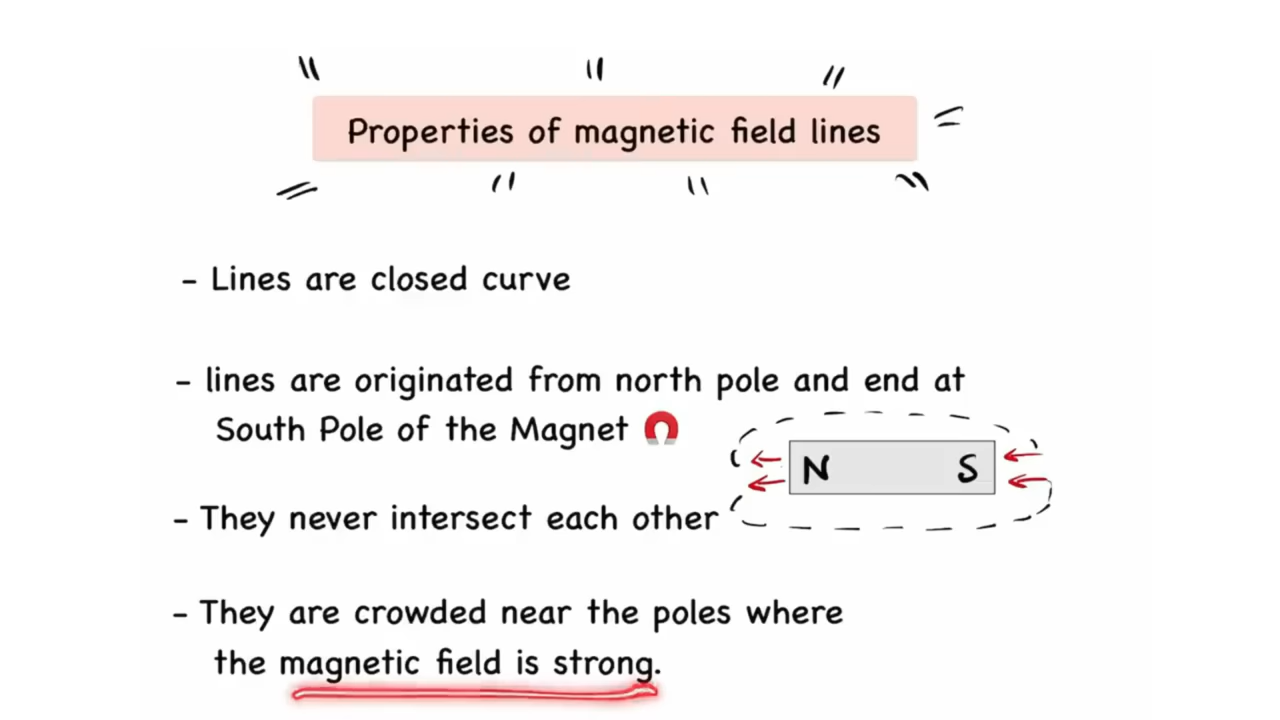 Properties of magnetic field lines
- Lines are closed curve
- lines are originated from north pole and end at
South Pole of the Magnet
N S
- They never intersect each other
- They are crowded near the poles where
the magnetic field is strong.